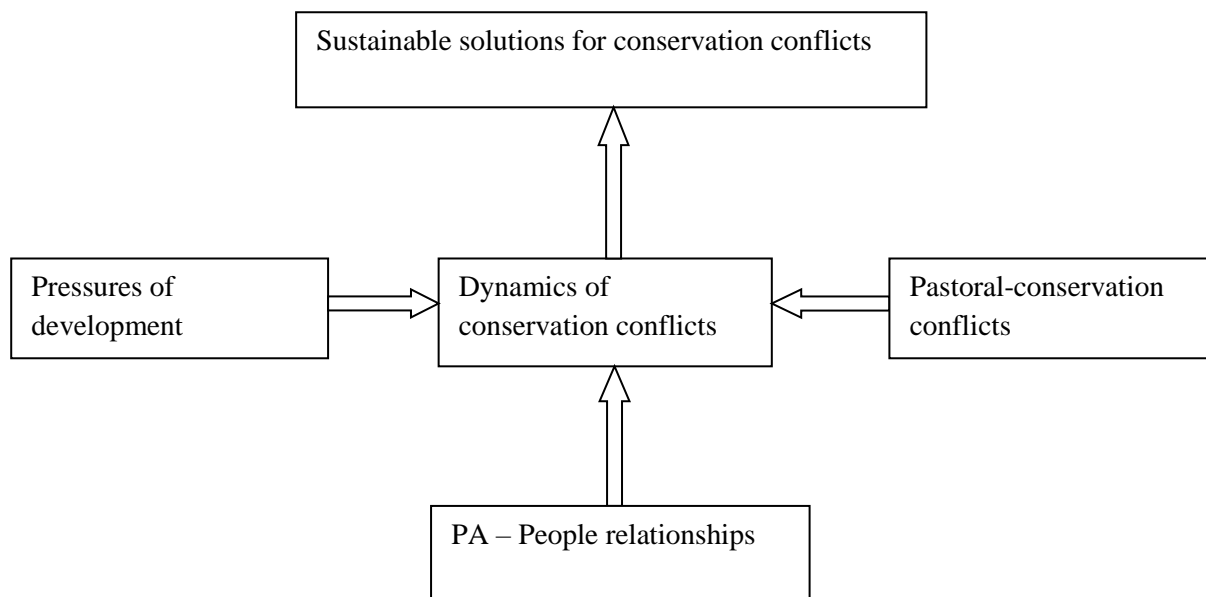 Sustainable solutions for conservation conflicts
Pressures of
development
Dynamics of
conservation conflicts
Pastoral-conservation
conflicts
PA – People relationships